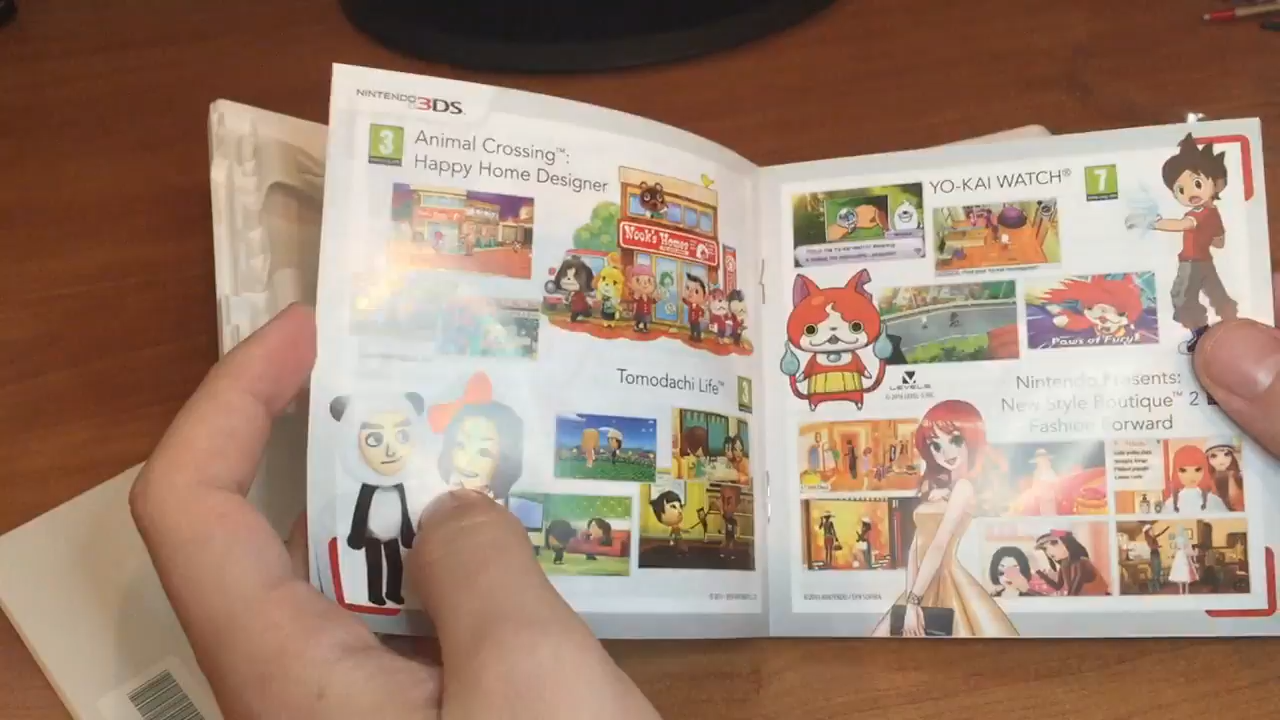 NINTENDO 3DS
3
Animal Crossing™:
Happy Home Designer
Nook's Homes
Tomodachi Life™
3
YO-KAI WATCH®
7
Paws of Fury!
LEVEL5
Nintendo Presents:
New Style Boutique™ 2
Fashion Forward